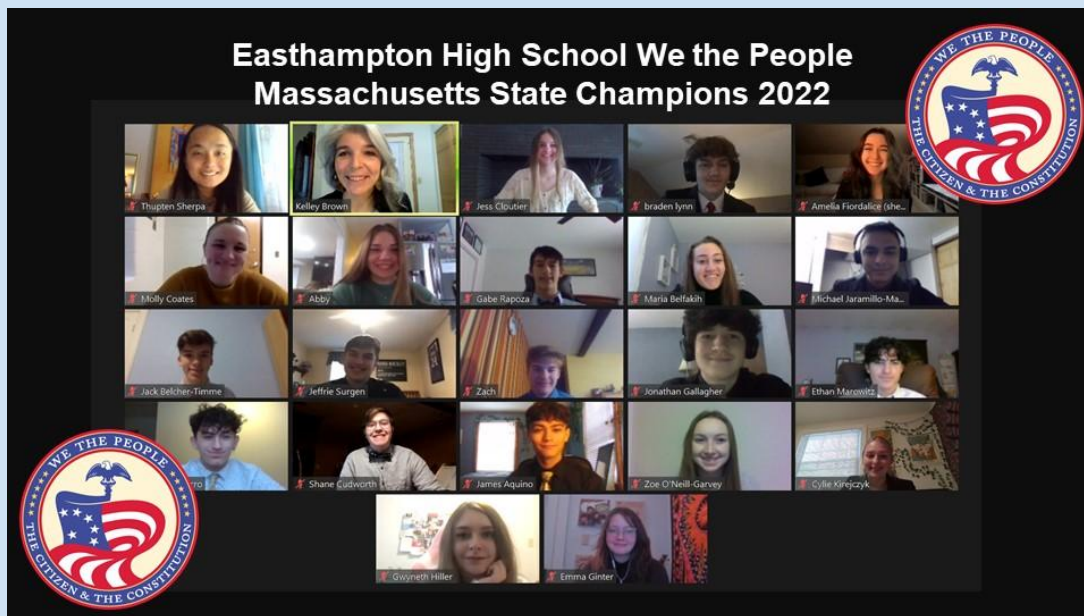 Easthampton High School We the People
Massachusetts State Champions 2022
WE THE PEOPLE
THE CITIZEN & THE CONSTITUTION
Thupten Sherpa
Kelley Brown
Jess Cloutier
braden lynn
Amelia Fiordalice (she...
Molly Coates
Abby
Gabe Rapoza
Maria Belfakih
Michael Jaramillo-Ma...
Jack Belcher-Timme
Jeffrie Surgen
Zach
Jonathan Gallagher
Ethan Marowitz
Shane Cudworth
James Aquino
Zoe O'Neill-Garvey
Cylie Kirejczyk
WE THE PEOPLE
THE CITIZEN & THE CONSTITUTION
Gwyneth Hiller
Emma Ginter